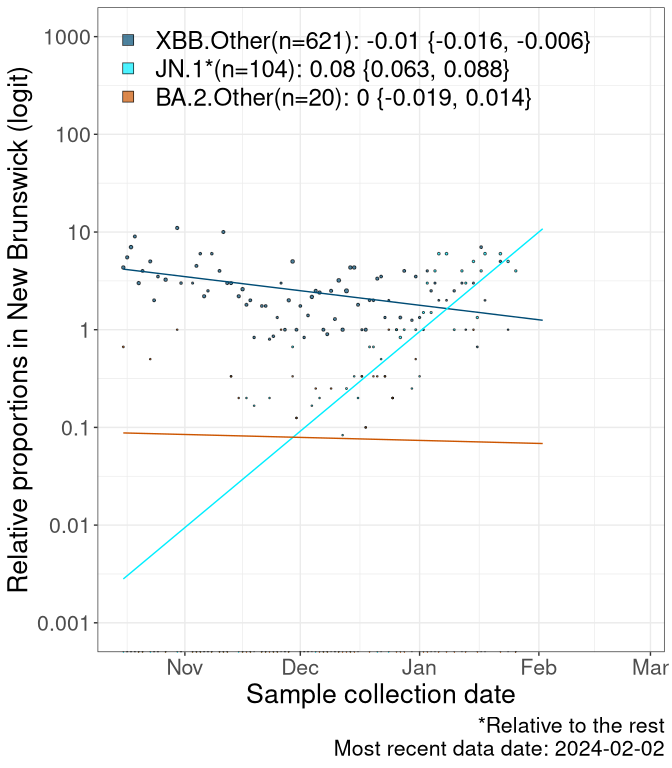 XBB.Other(n=621): -0.01 {-0.016, -0.006}
JN.1*(n=104): 0.08 {0.063, 0.088}
BA.2.Other(n=20): 0 {-0.019, 0.014}
Relative proportions in New Brunswick (logit)
1000
100
10
1
0.1
0.01
0.001
Nov Dec Jan Feb Mar
Sample collection date
*Relative to the rest
Most recent data date: 2024-02-02